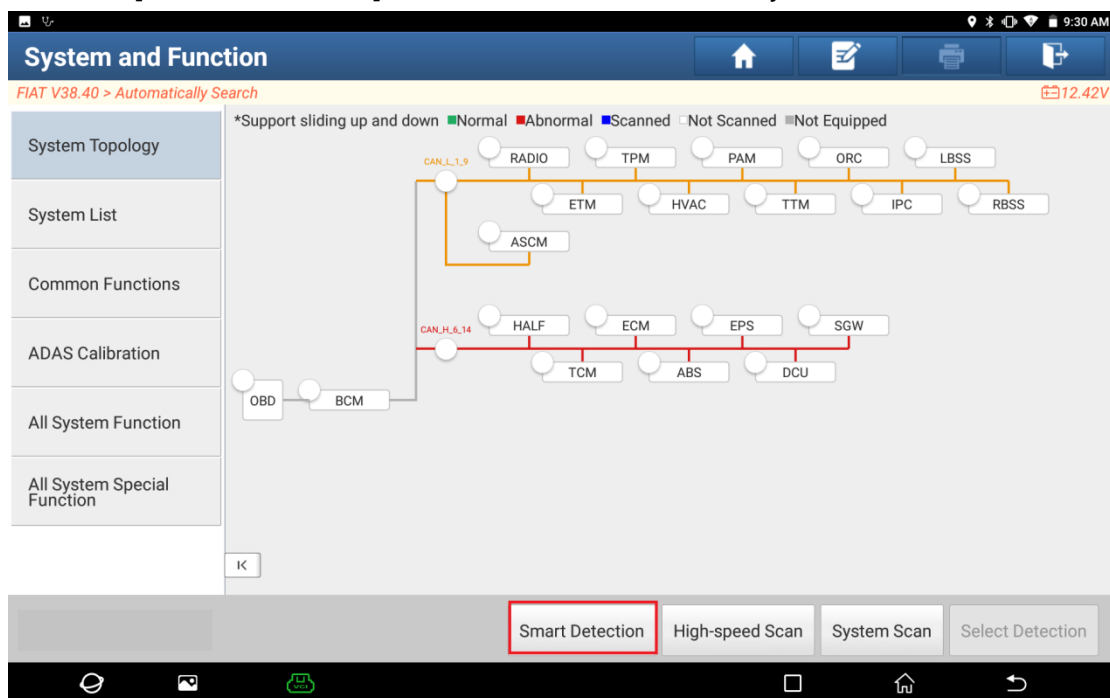 9:30 AM
System and Function
FIAT V38.40 > Automatically Search
12.42V
System Topology
System List
Common Functions
ADAS Calibration
All System Function
All System Special
Function
*Support sliding up and down Normal Abnormal Scanned Not Scanned Not Equipped
CAN_L_1_9
RADIO TPM PAM ORC LBSS
ETM HVAC TTM IPC RBSS
ASCM
CAN_H_6_14
HALF ECM EPS SGW
TCM ABS DCU
OBD BCM
Smart Detection High-speed Scan System Scan Select Detection
VCI